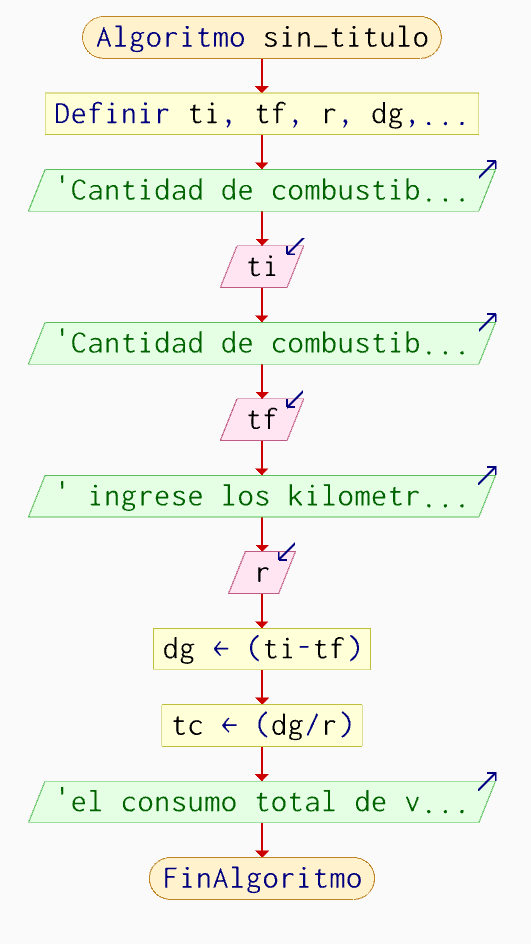 Algoritmo sin_titulo
Definir ti, tf, r, dg,...
'Cantidad de combustib...
ti
'Cantidad de combustib...
tf
' ingrese los kilometr...
r
dg ← (ti-tf)
tc ← (dg/r)
'el consumo total de v...
FinAlgoritmo